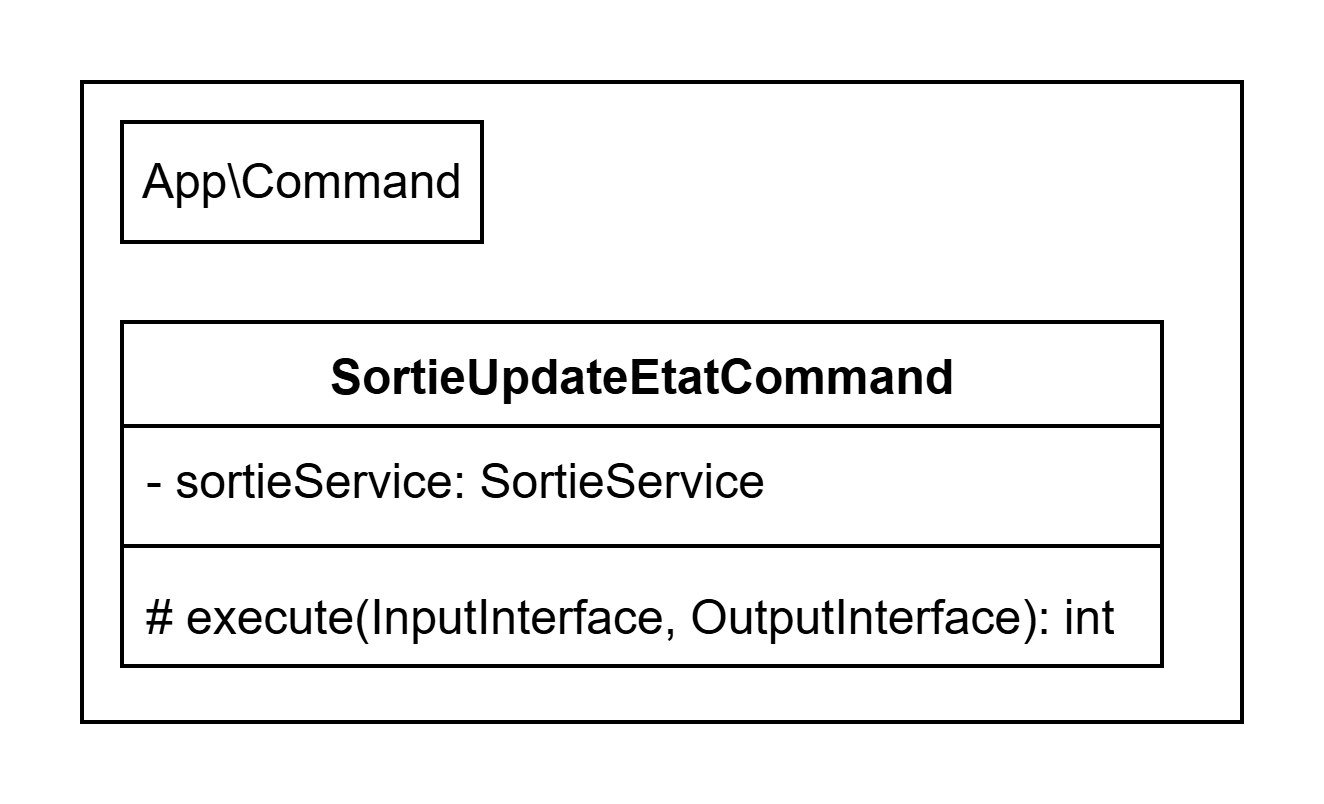 App\Command
SortieUpdateEtatCommand
- sortieService: SortieService
# execute(InputInterface, OutputInterface): int